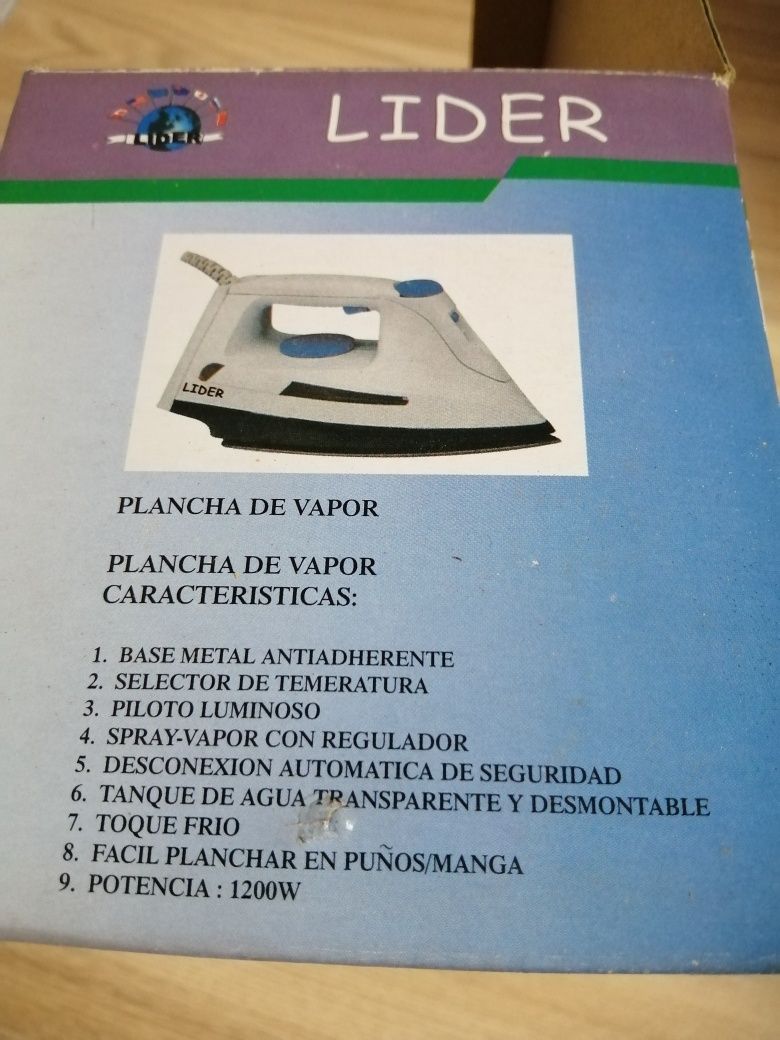 LIDER
LIDER
LIDER
PLANCHA DE VAPOR
PLANCHA DE VAPOR
CARACTERISTICAS:
1. BASE METAL ANTIADHERENTE
2. SELECTOR DE TEMERATURA
3. PILOTO LUMINOSO
4. SPRAY-VAPOR CON REGULADOR
5. DESCONEXION AUTOMATICA DE SEGURIDAD
6. TANQUE DE AGUA TRANSPARENTE Y DESMONTABLE
7. TOQUE FRIO
8. FACIL PLANCHAR EN PUÑOS/MANGA
9. POTENCIA : 1200W